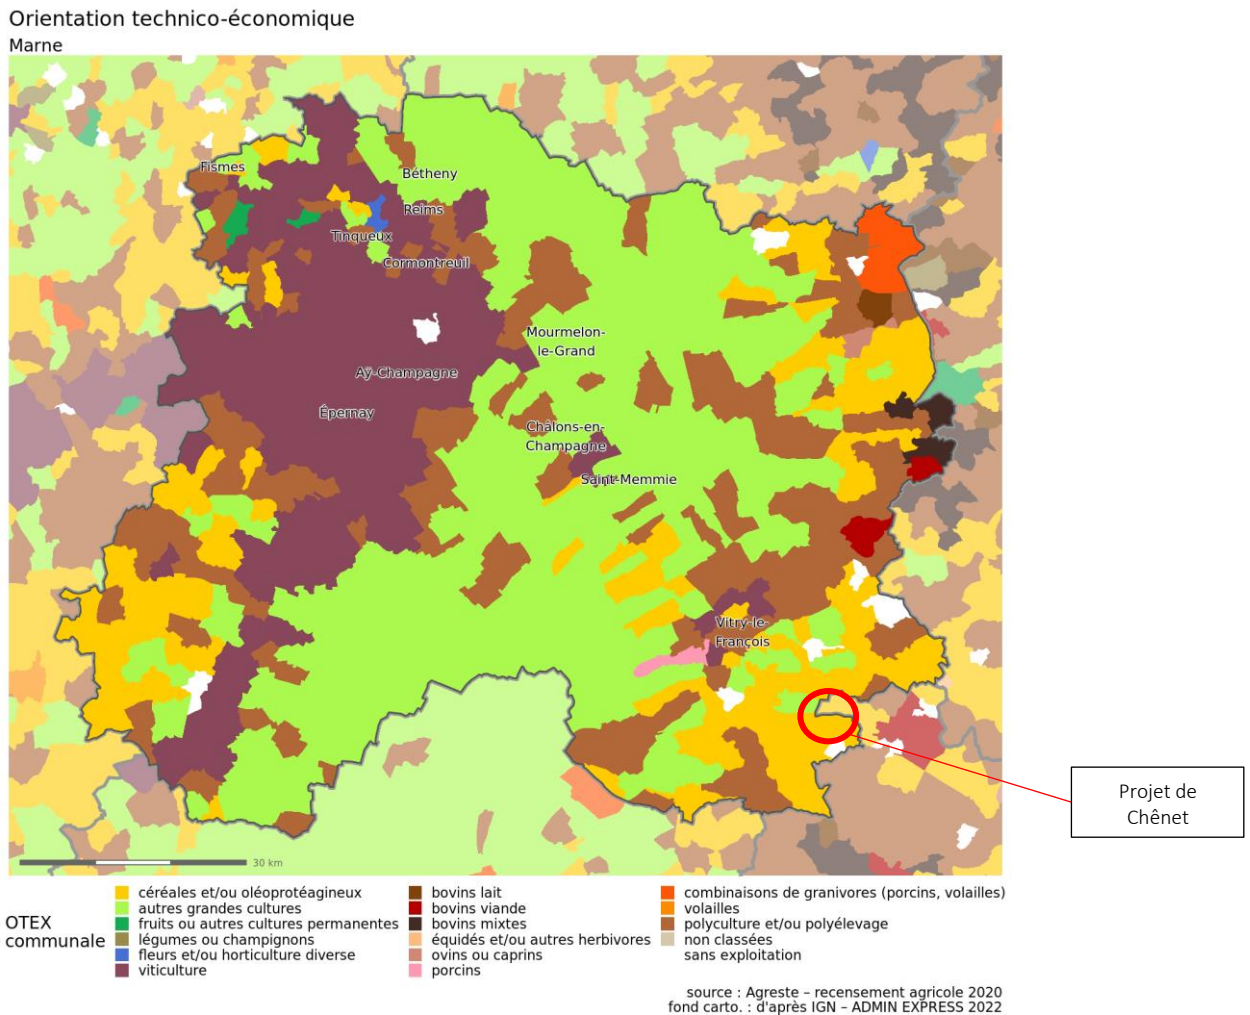 Orientation technico-économique
Marne
Fismes
Bétheny
Reims
Tinqueux
Cormontreuil
Mourmelon-
le-Grand
Aÿ-Champagne
Épernay
Châlons-en-
Champagne
Saint-Memmie
Vitry-le-
François
Projet de
Chênet
30 km
OTEX
communale
céréales et/ou oléoprotéagineux
autres grandes cultures
fruits ou autres cultures permanentes
légumes ou champignons
fleurs et/ou horticulture diverse
viticulture
bovins lait
bovins viande
bovins mixtes
équidés et/ou autres herbivores
ovins ou caprins
porcins
combinaisons de granivores (porcins, volailles)
volailles
polyculture et/ou polyélevage
non classées
sans exploitation
source : Agreste – recensement agricole 2020
fond carto. : d'après IGN – ADMIN EXPRESS 2022